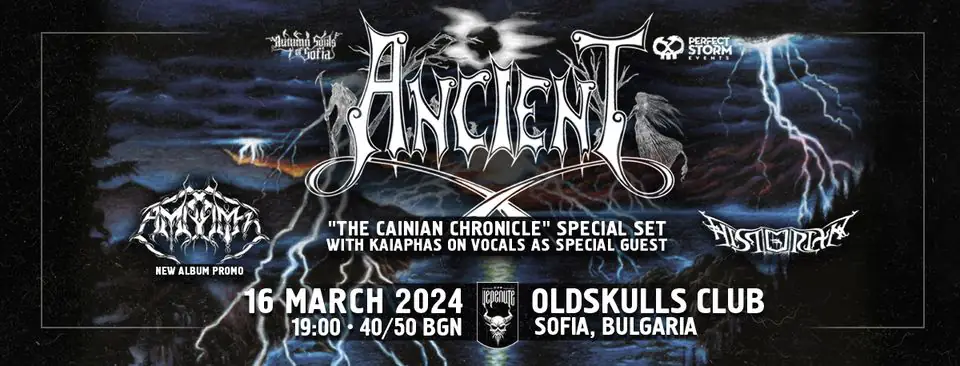 Autumn Souls
of Sofia
PERFECT
STORM
EVENTS
ANCIENT
"THE CAINIAN CHRONICLE" SPECIAL SET
WITH KAIAPHAS ON VOCALS AS SPECIAL GUEST
NEW ALBUM PROMO
16 MARCH 2024
19:00 • 40/50 BGN
OLDSKULLS CLUB
SOFIA, BULGARIA